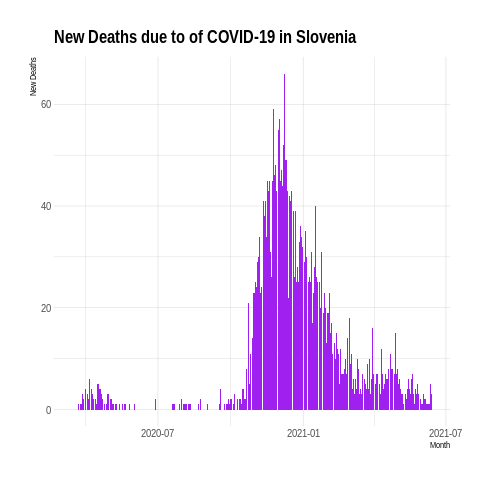 New Deaths due to of COVID-19 in Slovenia
New Deaths
60
40
20
0
2020-07
2021-01
2021-07
Month